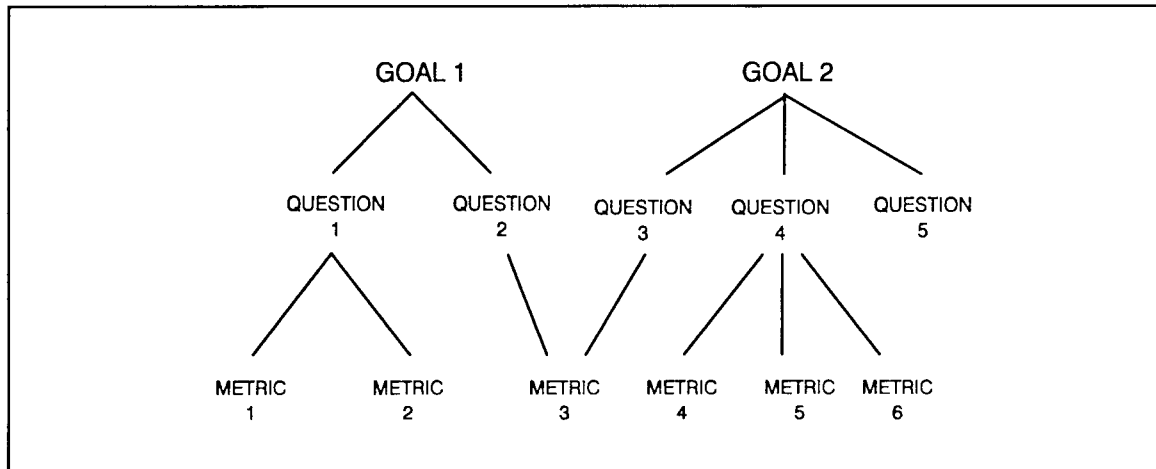 GOAL 1
GOAL 2
QUESTION
1
QUESTION
2
QUESTION
3
QUESTION
4
QUESTION
5
METRIC
1
METRIC
2
METRIC
3
METRIC
4
METRIC
5
METRIC
6